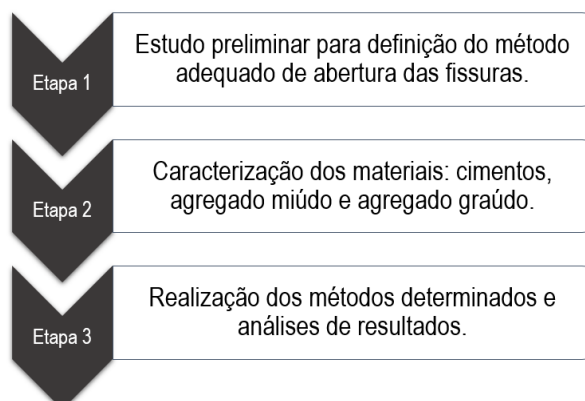 Etapa 1
Estudo preliminar para definição do método
adequado de abertura das fissuras.
Etapa 2
Caracterização dos materiais: cimentos,
agregado miúdo e agregado graúdo.
Etapa 3
Realização dos métodos determinados e
análises de resultados.